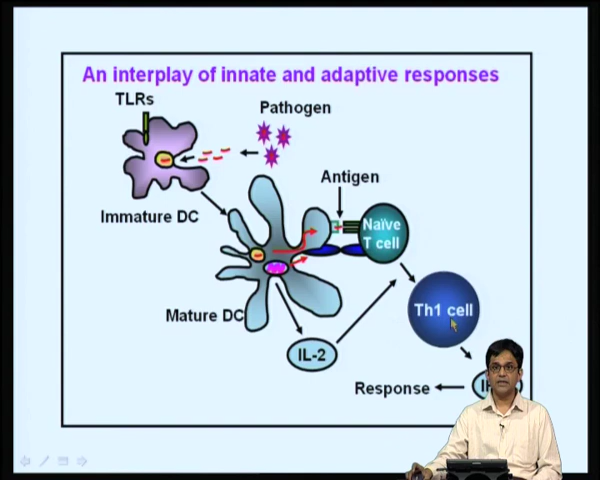 An interplay of innate and adaptive responses
TLRs
Pathogen
Antigen
Immature DC
Naïve
T cell
Mature DC
Th1 cell
IL-2
Response